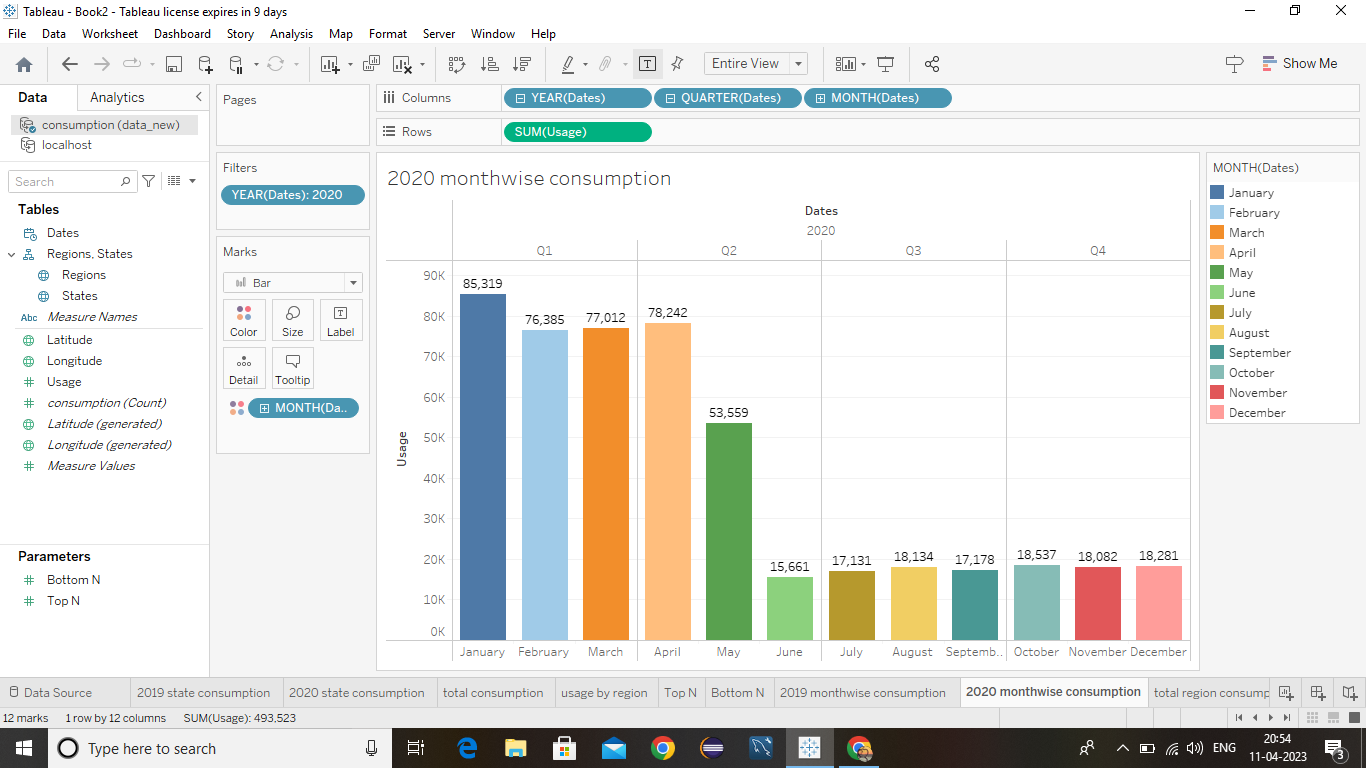 Tableau - Book2 - Tableau license expires in 9 days
File Data Worksheet Dashboard Story Analysis Map Format Server Window Help
Entire View
Show Me
Data Analytics
consumption (data_new)
localhost
Search
Tables
Dates
Regions, States
Regions
States
Abc Measure Names
Latitude
Longitude
Usage
consumption (Count)
Latitude (generated)
Longitude (generated)
Measure Values
Parameters
Bottom N
Top N
Pages
Filters
YEAR(Dates): 2020
Marks
Bar
Color Size Label
Detail Tooltip
MONTH(Da..
Columns YEAR(Dates) QUARTER(Dates) MONTH(Dates)
Rows SUM(Usage)
2020 monthwise consumption
Dates
2020
Q1 Q2 Q3 Q4
Usage
90K
80K
70K
60K
50K
40K
30K
20K
10K
0K
85,319 76,385 77,012 78,242 53,559 15,661 17,131 18,134 17,178 18,537 18,082 18,281
January February March April May June July August Septemb.. October November December
MONTH(Dates)
January
February
March
April
May
June
July
August
September
October
November
December
Data Source 2019 state consumption 2020 state consumption total consumption usage by region Top N Bottom N 2019 monthwise consumption 2020 monthwise consumption total region consump
12 marks 1 row by 12 columns SUM(Usage): 493,523
Type here to search
ENG
20:54
11-04-2023
3